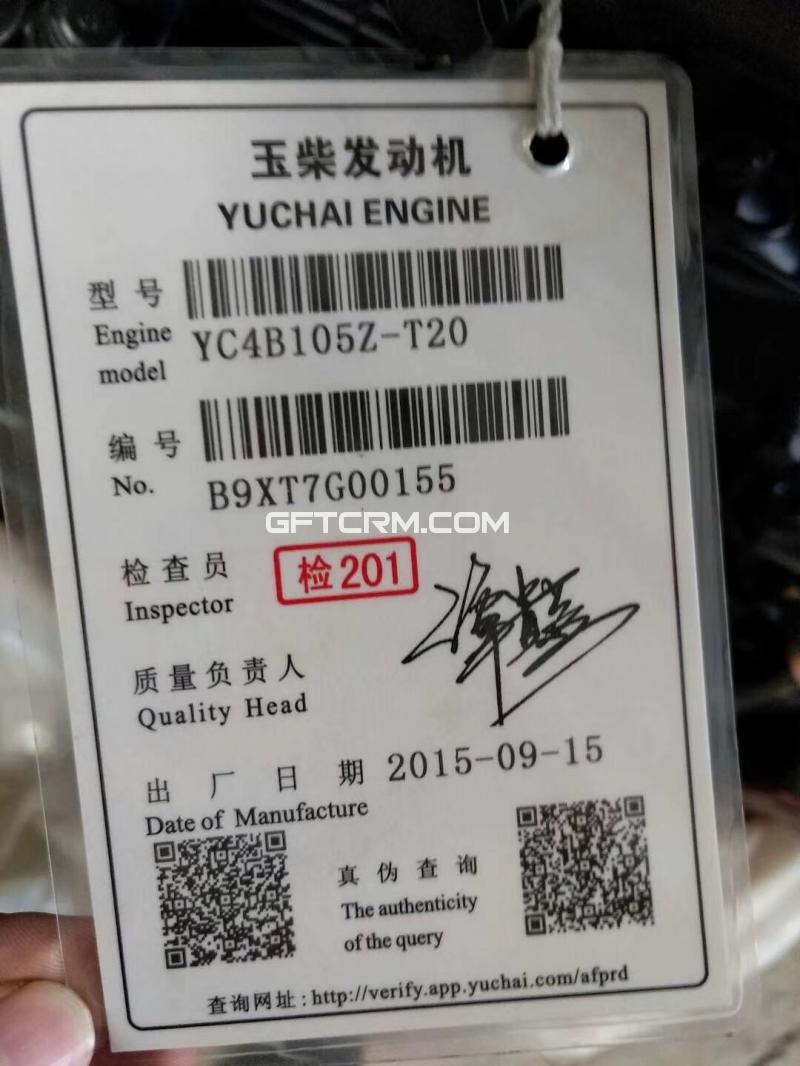 玉柴发动机
YUCHAI ENGINE
型号
Engine model
YC4B105Z-T20
编号
No.
B9XT7G00155
GFTCRM.COM
检查员
Inspector
检201
质量负责人
Quality Head
出厂日期
Date of Manufacture
2015-09-15
真伪查询
The authenticity
of the query
查询网址:http://verify.app.yuchai.com/afprd